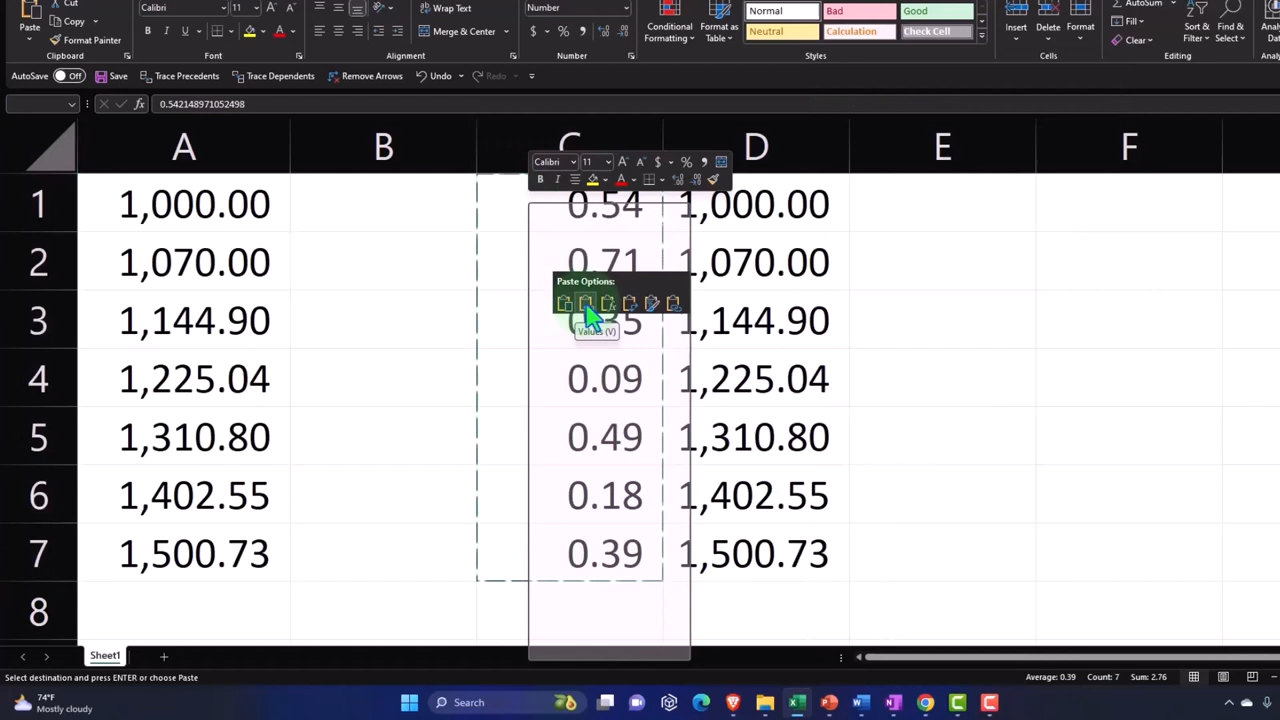 Cut
Calibri 11
Wrap Text
Number
Normal Bad Good
AutoSum
Paste
Format Painter
B
Merge & Center
$ % ,
Conditional Formatting
Format as Table
Neutral Calculation Check Cell
Insert Delete Format
Fill
Clear
Sort & Filter
Find & Select
Clipboard Font Alignment Number Styles Cells Editing
AutoSave Off Save Trace Precedents Trace Dependents Remove Arrows Undo Redo
fx 0.542148971052498
A B C D E F
Calibri 11 A A $ % ,
B I A
1 1,000.00 0.54 1,000.00
2 1,070.00 0.71 1,070.00
Paste Options:
3 1,144.90 1,144.90
Values (V)
4 1,225.04 0.09 1,225.04
5 1,310.80 0.49 1,310.80
6 1,402.55 0.18 1,402.55
7 1,500.73 0.39 1,500.73
8
Sheet1
Select destination and press ENTER or choose Paste
Average: 0.39 Count: 7 Sum: 2.76
74°F
Mostly cloudy
Search